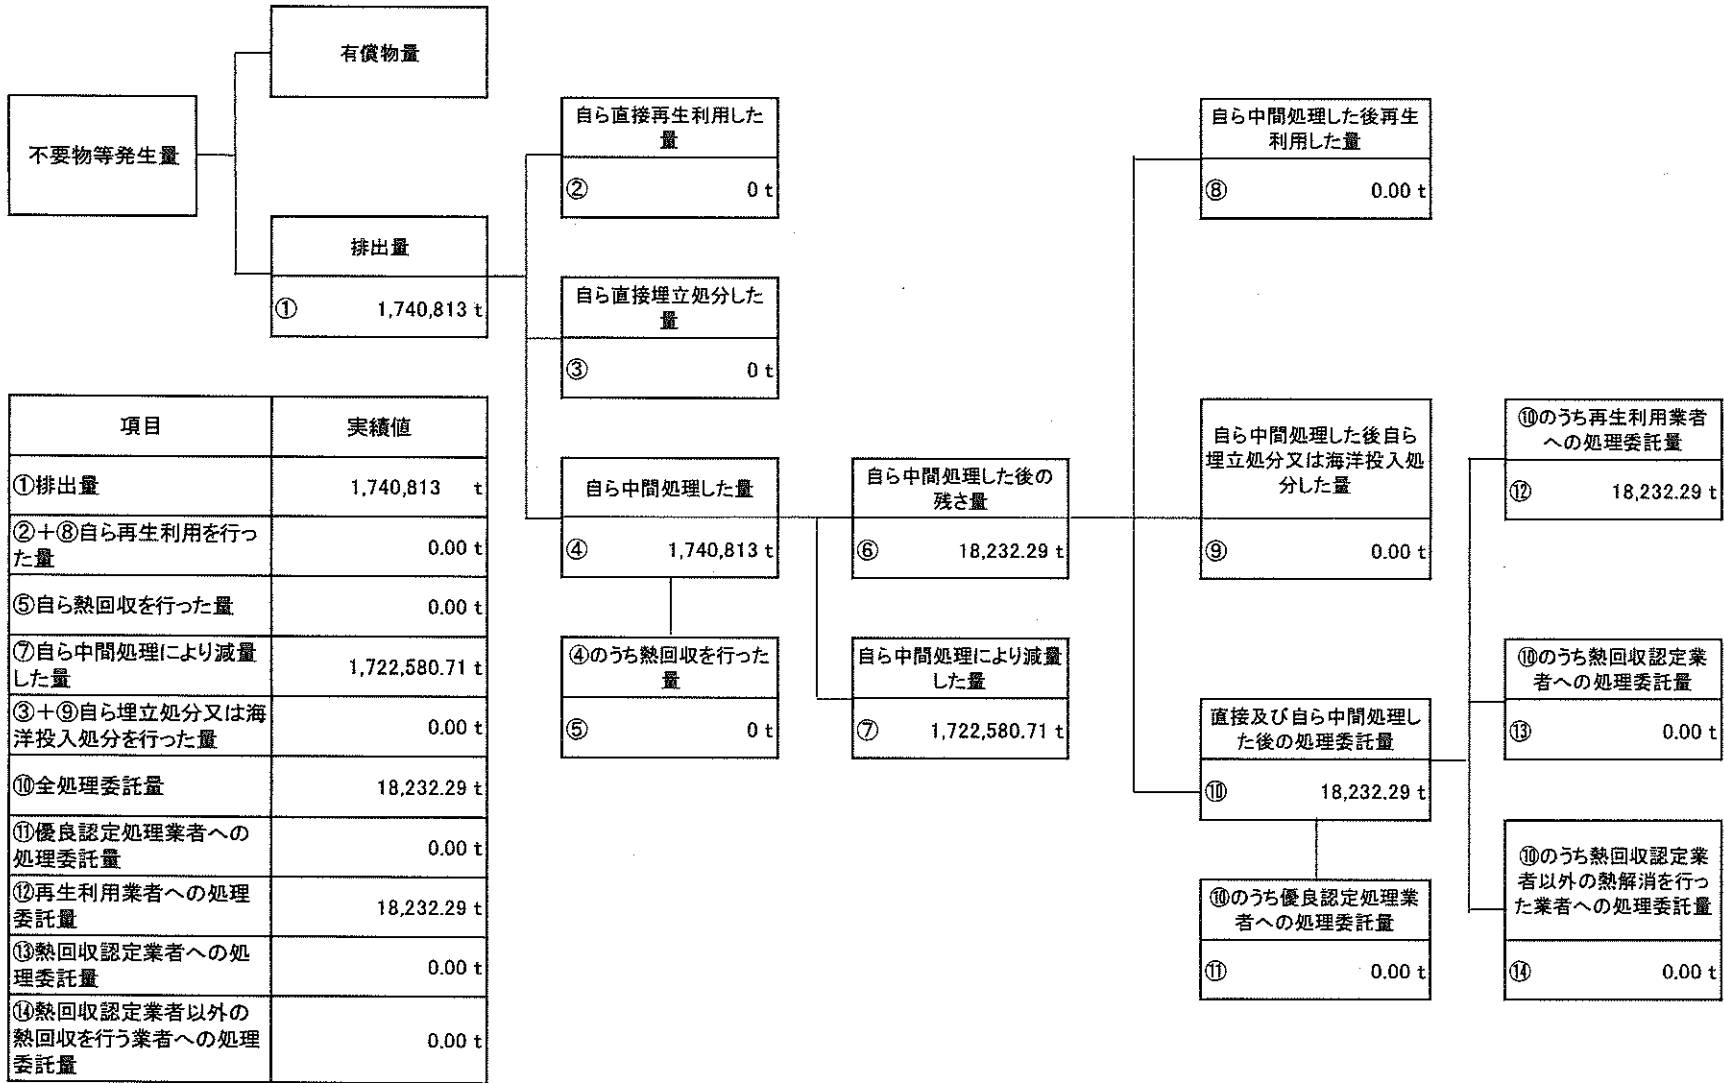 有償物量
不要物等発生量
排出量
① 1,740,813 t
自ら直接再生利用した
量
② 0 t
自ら直接埋立処分した
量
③ 0 t
自ら中間処理した量
④ 1,740,813 t
④のうち熱回収を行った
量
⑤ 0 t
自ら中間処理した後の
残さ量
⑥ 18,232.29 t
自ら中間処理により減量
した量
⑦ 1,722,580.71 t
自ら中間処理した後再生
利用した量
⑧ 0.00 t
自ら中間処理した後自ら
埋立処分又は海洋投入処
分した量
⑨ 0.00 t
直接及び自ら中間処理し
た後の処理委託量
⑩ 18,232.29 t
⑩のうち優良認定処理業
者への処理委託量
⑪ 0.00 t
⑩のうち再生利用業者
への処理委託量
⑫ 18,232.29 t
⑩のうち熱回収認定業
者への処理委託量
⑬ 0.00 t
⑩のうち熱回収認定業
者以外の熱解消を行っ
た業者への処理委託量
⑭ 0.00 t
項目 実績値
①排出量 1,740,813 t
②+⑧自ら再生利用を行っ
た量 0.00 t
⑤自ら熱回収を行った量 0.00 t
⑦自ら中間処理により減量
した量 1,722,580.71 t
③+⑨自ら埋立処分又は海
洋投入処分を行った量 0.00 t
⑩全処理委託量 18,232.29 t
⑪優良認定処理業者への
処理委託量 0.00 t
⑫再生利用業者への処理
委託量 18,232.29 t
⑬熱回収認定業者への処
理委託量 0.00 t
⑭熱回収認定業者以外の
熱回収を行う業者への処理
委託量 0.00 t